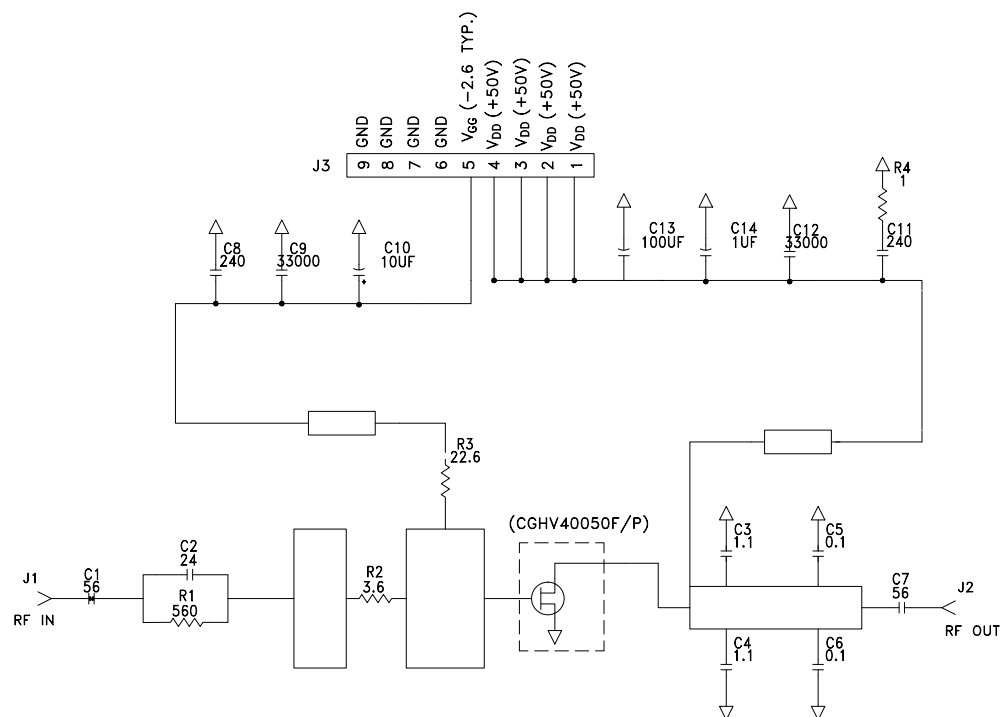 J3
9 GND
8 GND
7 GND
6 GND
5 VGG (-2.6 TYP.)
4 VDD (+50V)
3 VDD (+50V)
2 VDD (+50V)
1 VDD (+50V)
R4
1
C8
240
C9
33000
C10
10UF
+
C13
100UF
C14
1UF
C12
33000
C11
240
R3
22.6
(CGHV40050F/P)
C3
1.1
C5
0.1
J1
RF IN
C1
56
C2
24
R1
560
R2
3.6
C7
56
J2
RF OUT
C4
1.1
C6
0.1